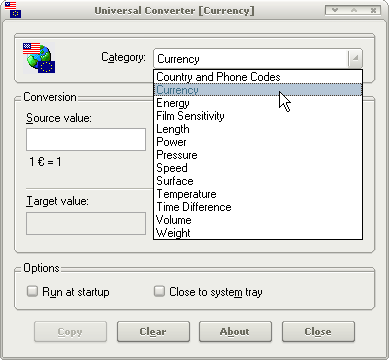 Universal Converter [Currency]
Category: Currency
Country and Phone Codes
Currency
Energy
Film Sensitivity
Length
Power
Pressure
Speed
Surface
Temperature
Time Difference
Volume
Weight
Conversion
Source value:
1 € = 1
Target value:
Options
Run at startup Close to system tray
Copy Clear About Close